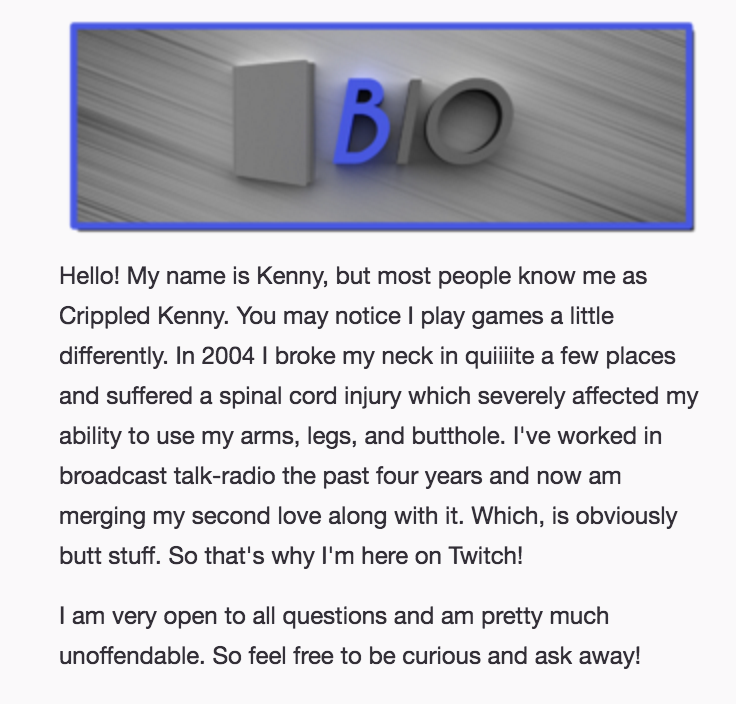 BIO
Hello! My name is Kenny, but most people know me as
Crippled Kenny. You may notice I play games a little
differently. In 2004 I broke my neck in quiiiite a few places
and suffered a spinal cord injury which severely affected my
ability to use my arms, legs, and butthole. I've worked in
broadcast talk-radio the past four years and now am
merging my second love along with it. Which, is obviously
butt stuff. So that's why I'm here on Twitch!
I am very open to all questions and am pretty much
unoffendable. So feel free to be curious and ask away!